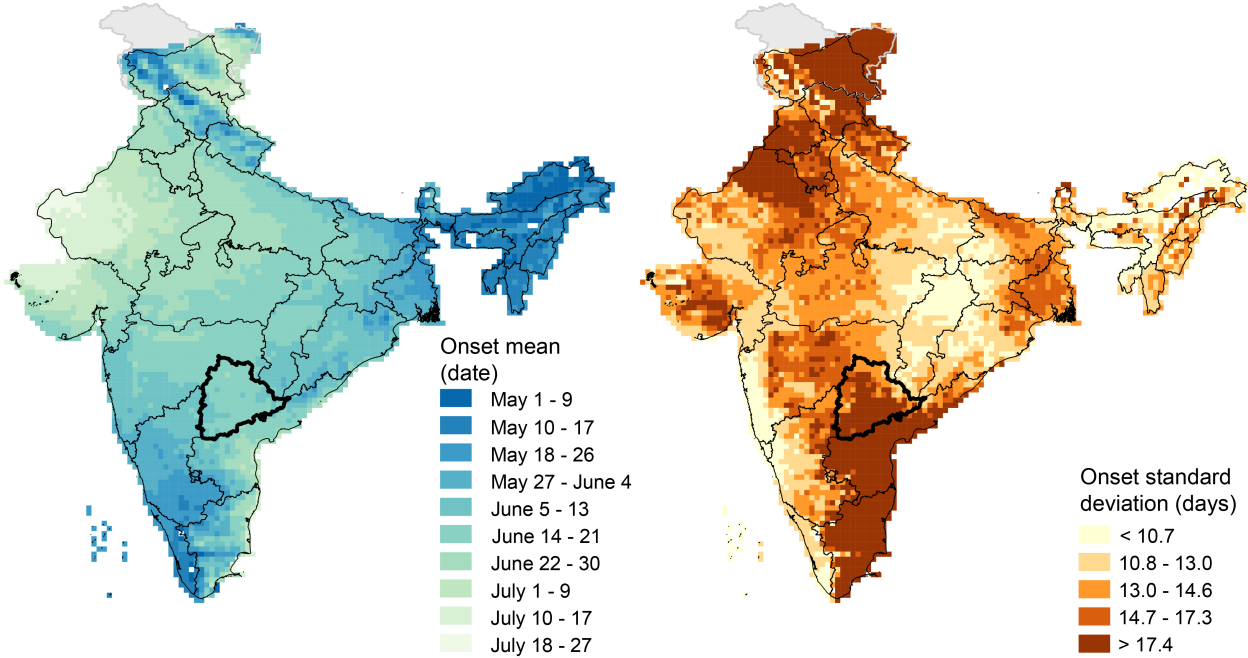 Onset mean
(date)
May 1 - 9
May 10 - 17
May 18 - 26
May 27 - June 4
June 5 - 13
June 14 - 21
June 22 - 30
July 1 - 9
July 10 - 17
July 18 - 27
Onset standard
deviation (days)
< 10.7
10.8 - 13.0
13.0 - 14.6
14.7 - 17.3
> 17.4